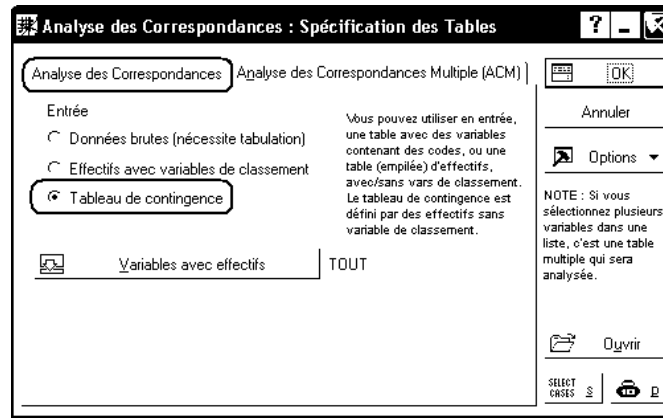 Analyse des Correspondances : Spécification des Tables
Analyse des Correspondances
Analyse des Correspondances Multiple (ACM)
Entrée
Données brutes (nécessite tabulation)
Effectifs avec variables de classement
Tableau de contingence
Vous pouvez utiliser en entrée,
une table avec des variables
contenant des codes, ou une
table (empilée) d'effectifs,
avec/sans vars de classement.
Le tableau de contingence est
défini par des effectifs sans
variable de classement.
Variables avec effectifs
TOUT
OK
Annuler
Options
NOTE : Si vous
sélectionnez plusieurs
variables dans une
liste, c'est une table
multiple qui sera
analysée.
Ouvrir
SELECT
CASES S